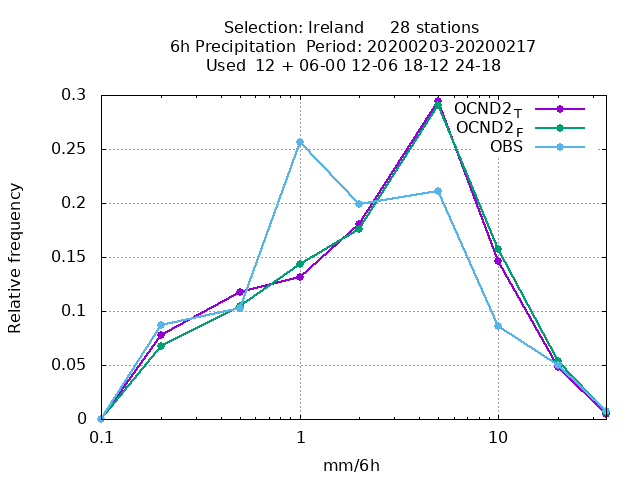 Selection: Ireland     28 stations
6h Precipitation  Period: 20200203-20200217
Used  12 + 06-00 12-06 18-12 24-18
0.3
0.25
0.2
0.15
0.1
0.05
0
Relative frequency
OCND2T
OCND2F
OBS
0.1
1
10
mm/6h